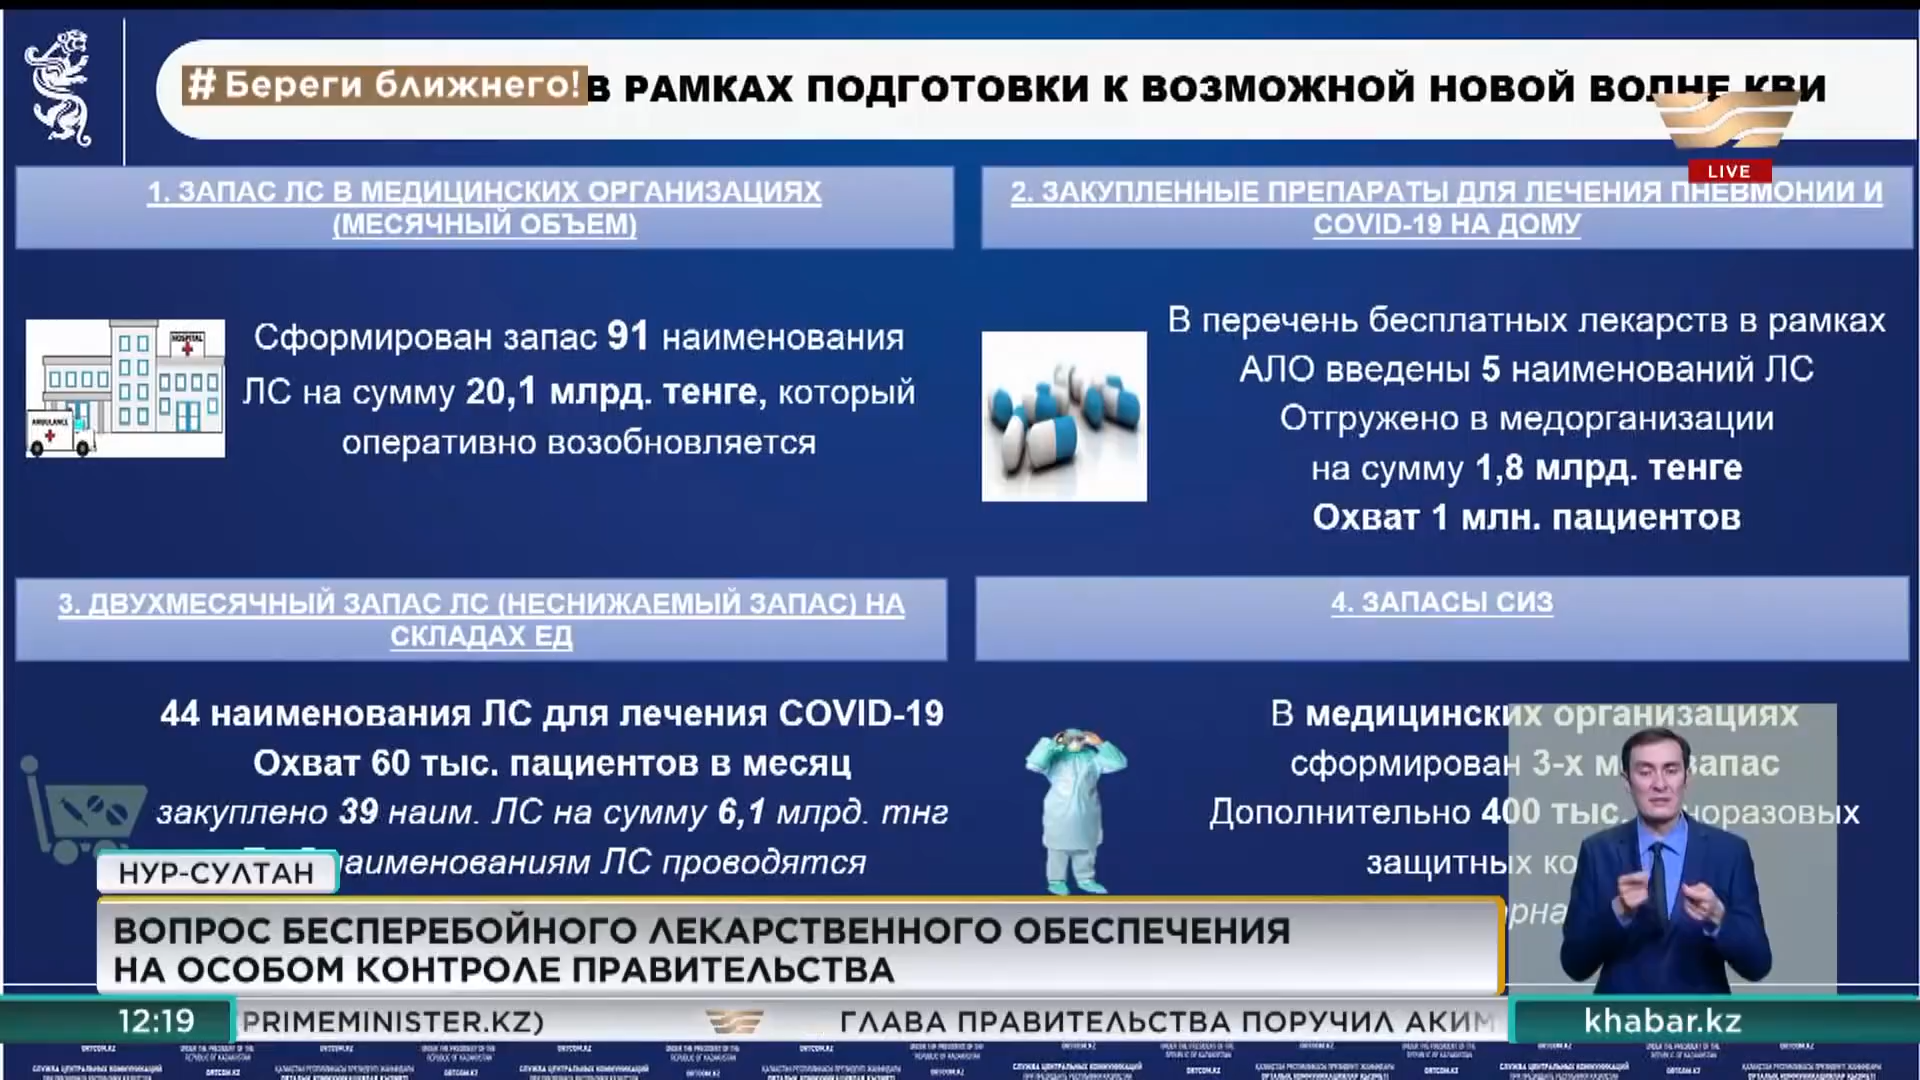 # Береги ближнего!
В РАМКАХ ПОДГОТОВКИ К ВОЗМОЖНОЙ НОВОЙ ВОЛНЕ КВИ
LIVE
1. ЗАПАС ЛС В МЕДИЦИНСКИХ ОРГАНИЗАЦИЯХ
(МЕСЯЧНЫЙ ОБЪЕМ)
2. ЗАКУПЛЕННЫЕ ПРЕПАРАТЫ ДЛЯ ЛЕЧЕНИЯ ПНЕВМОНИИ И
COVID-19 НА ДОМУ
HOSPITAL
AMBULANCE
Сформирован запас 91 наименования
ЛС на сумму 20,1 млрд. тенге, который
оперативно возобновляется
В перечень бесплатных лекарств в рамках
АЛО введены 5 наименований ЛС
Отгружено в медорганизации
на сумму 1,8 млрд. тенге
Охват 1 млн. пациентов
3. ДВУХМЕСЯЧНЫЙ ЗАПАС ЛС (НЕСНИЖАЕМЫЙ ЗАПАС) НА
СКЛАДАХ ЕД
4. ЗАПАСЫ СИЗ
44 наименования ЛС для лечения COVID-19
Охват 60 тыс. пациентов в месяц
закуплено 39 наим. ЛС на сумму 6,1 млрд. тнг
наименованиям ЛС проводятся
В медицинских организациях
сформирован 3-х запас
Дополнительно 400 тыс.
защитных
НУР-СУЛТАН
ВОПРОС БЕСПЕРЕБОЙНОГО ЛЕКАРСТВЕННОГО ОБЕСПЕЧЕНИЯ
НА ОСОБОМ КОНТРОЛЕ ПРАВИТЕЛЬСТВА
12:19
(PRIMEMINISTER.KZ)
ГЛАВА ПРАВИТЕЛЬСТВА ПОРУЧИЛ АКИМ
khabar.kz